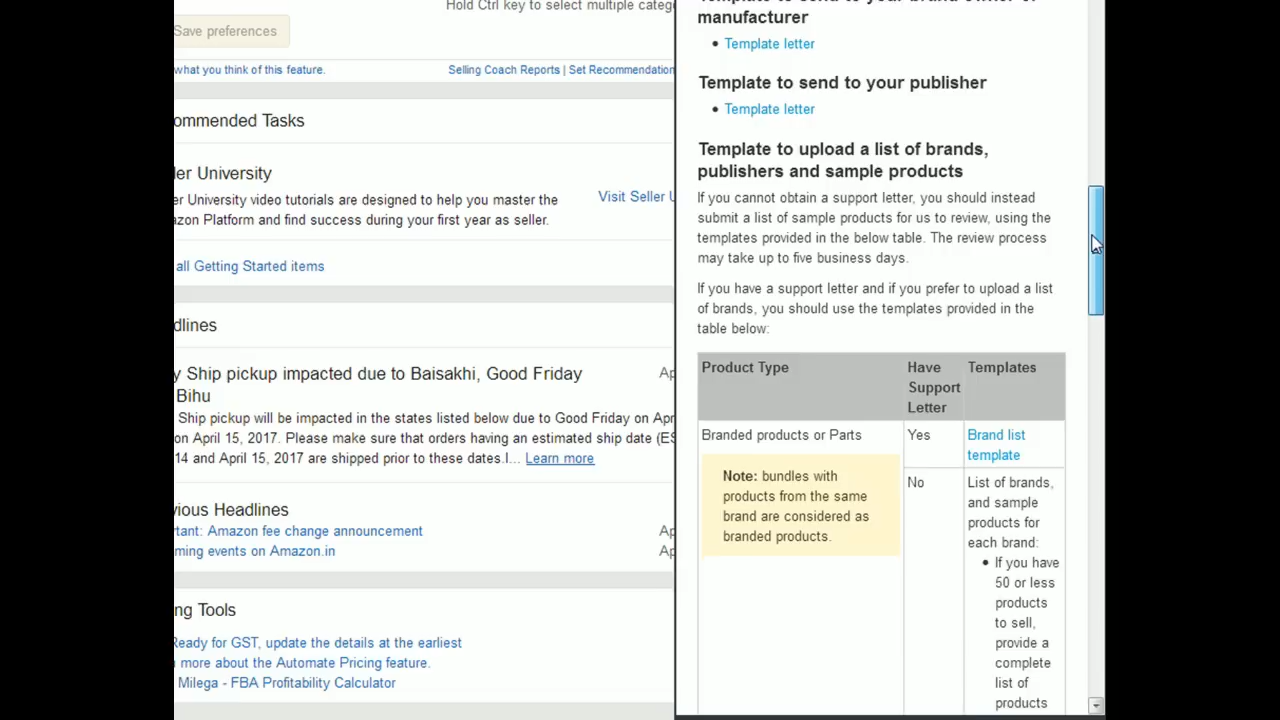 Hold Ctrl key to select multiple
Save preferences
what you think of this feature.
Selling Coach Reports | Set Recommendation
ommended Tasks
er University
er University video tutorials are designed to help you master the
zon Platform and find success during your first year as seller.
Visit Seller U
all Getting Started items
dlines
y Ship pickup impacted due to Baisakhi, Good Friday
Bihu
Ap
Ship pickup will be impacted in the states listed below due to Good Friday on Apr
on April 15, 2017. Please make sure that orders having an estimated ship date (ES
14 and April 15, 2017 are shipped prior to these dates.I... Learn more
vious Headlines
rtant: Amazon fee change announcement
Ap
ming events on Amazon.in
Ap
ng Tools
Ready for GST, update the details at the earliest
more about the Automate Pricing feature.
Milega - FBA Profitability Calculator
Template to send to your brand owner or
manufacturer
• Template letter
Template to send to your publisher
• Template letter
Template to upload a list of brands,
publishers and sample products
If you cannot obtain a support letter, you should instead
submit a list of sample products for us to review, using the
templates provided in the below table. The review process
may take up to five business days.
If you have a support letter and if you prefer to upload a list
of brands, you should use the templates provided in the
table below:
Product Type
Have
Support
Letter
Templates
Branded products or Parts
Note: bundles with
products from the same
brand are considered as
branded products.
Yes
Brand list
template
No
List of brands,
and sample
products for
each brand:
• If you have
50 or less
products
to sell,
provide a
complete
list of
products